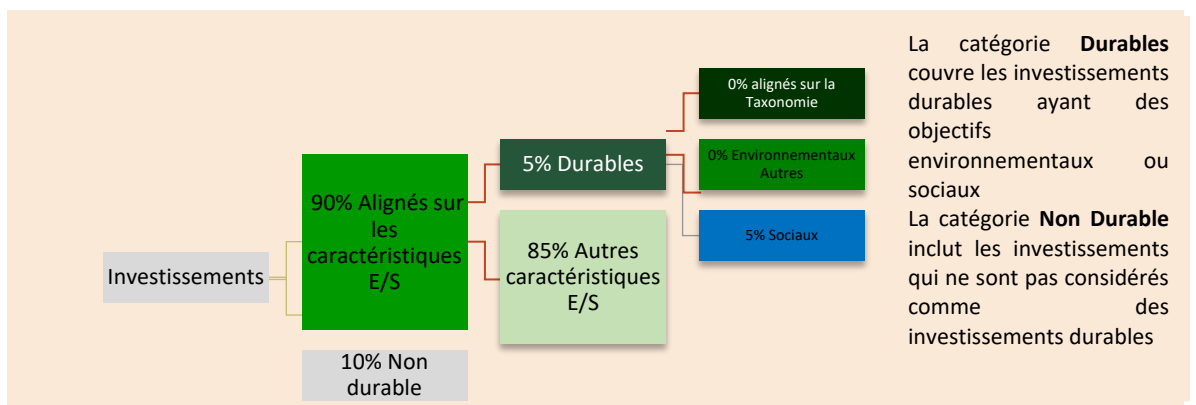 Investissements
90% Alignés sur
les
caractéristiques
E/S
10% Non
durable
5% Durables
85% Autres
caractéristiques
E/S
0% alignés sur la
Taxonomie
0% Environnementaux
Autres
5% Sociaux
La catégorie Durables
couvre les investissements
durables ayant des
objectifs
environnementaux ou
sociaux
La catégorie Non Durable
inclut les investissements
qui ne sont pas considérés
comme des
investissements durables